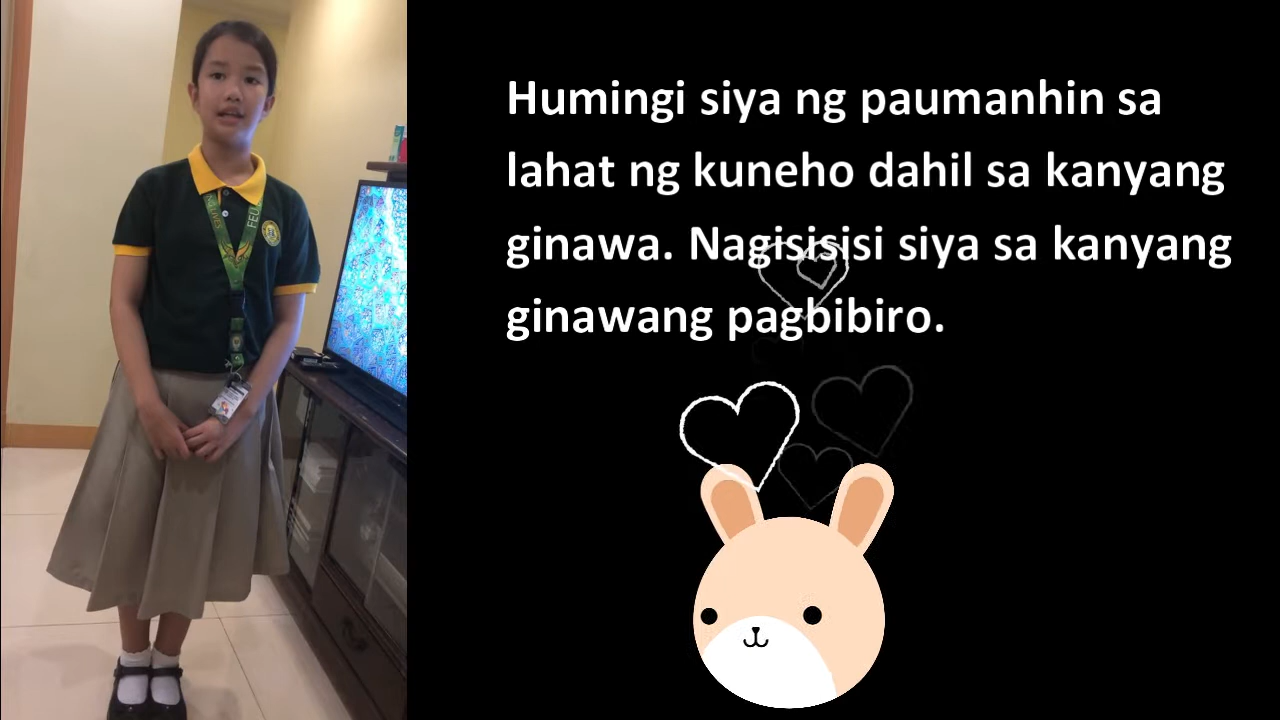 Humingi siya ng paumanhin sa
lahat ng kuneho dahil sa kanyang
ginawa. Nagisisisi siya sa kanyang
ginawang pagbibiro.